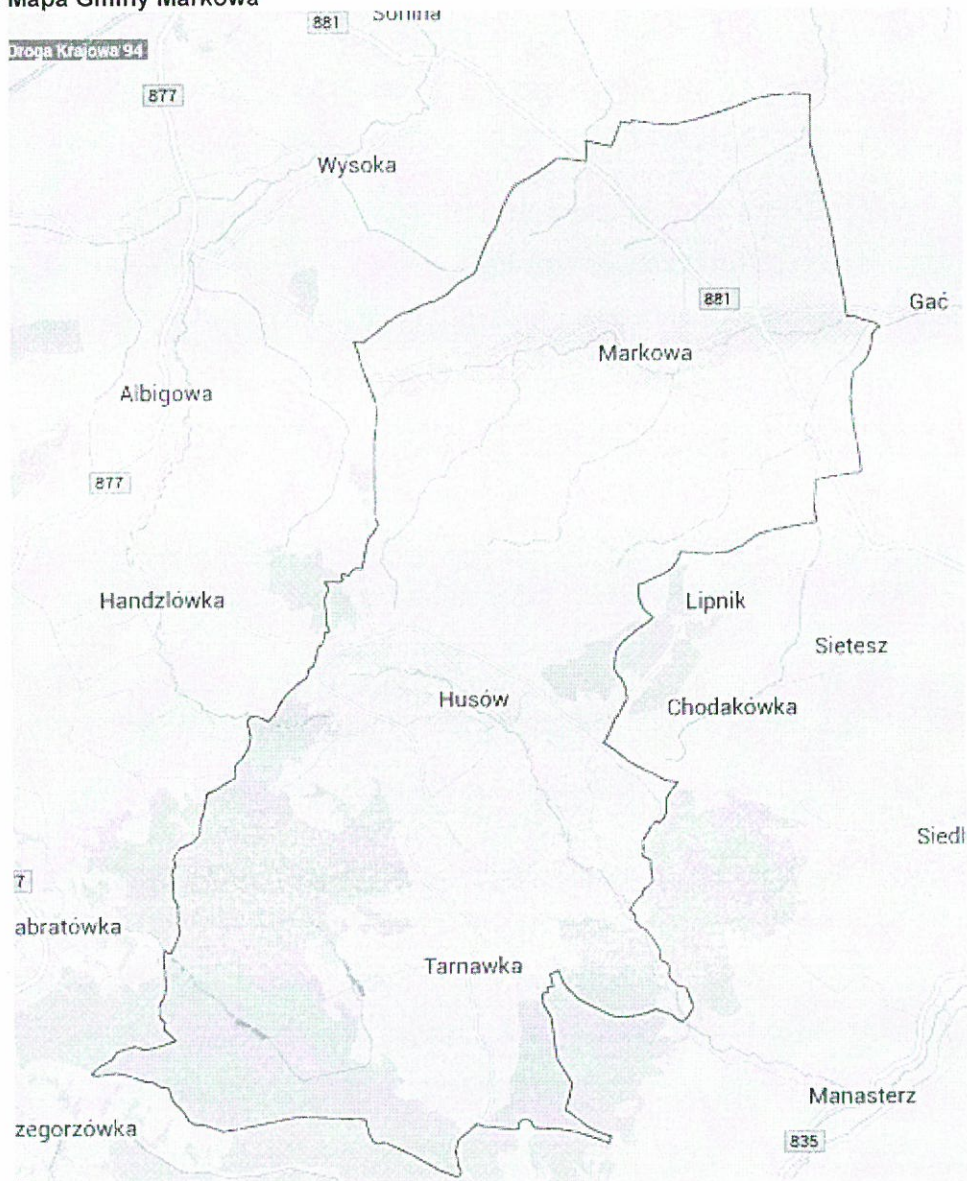 Mapa Gminy Markowa
881
Sonina
Droga Krajowa 94
877
Wysoka
881
Gać
Markowa
Albigowa
877
Handzlówka
Lipnik
Sietesz
Husów
Chodakówka
Siedl
7
abratówka
Tarnawka
Manasterz
zegorzówka
835